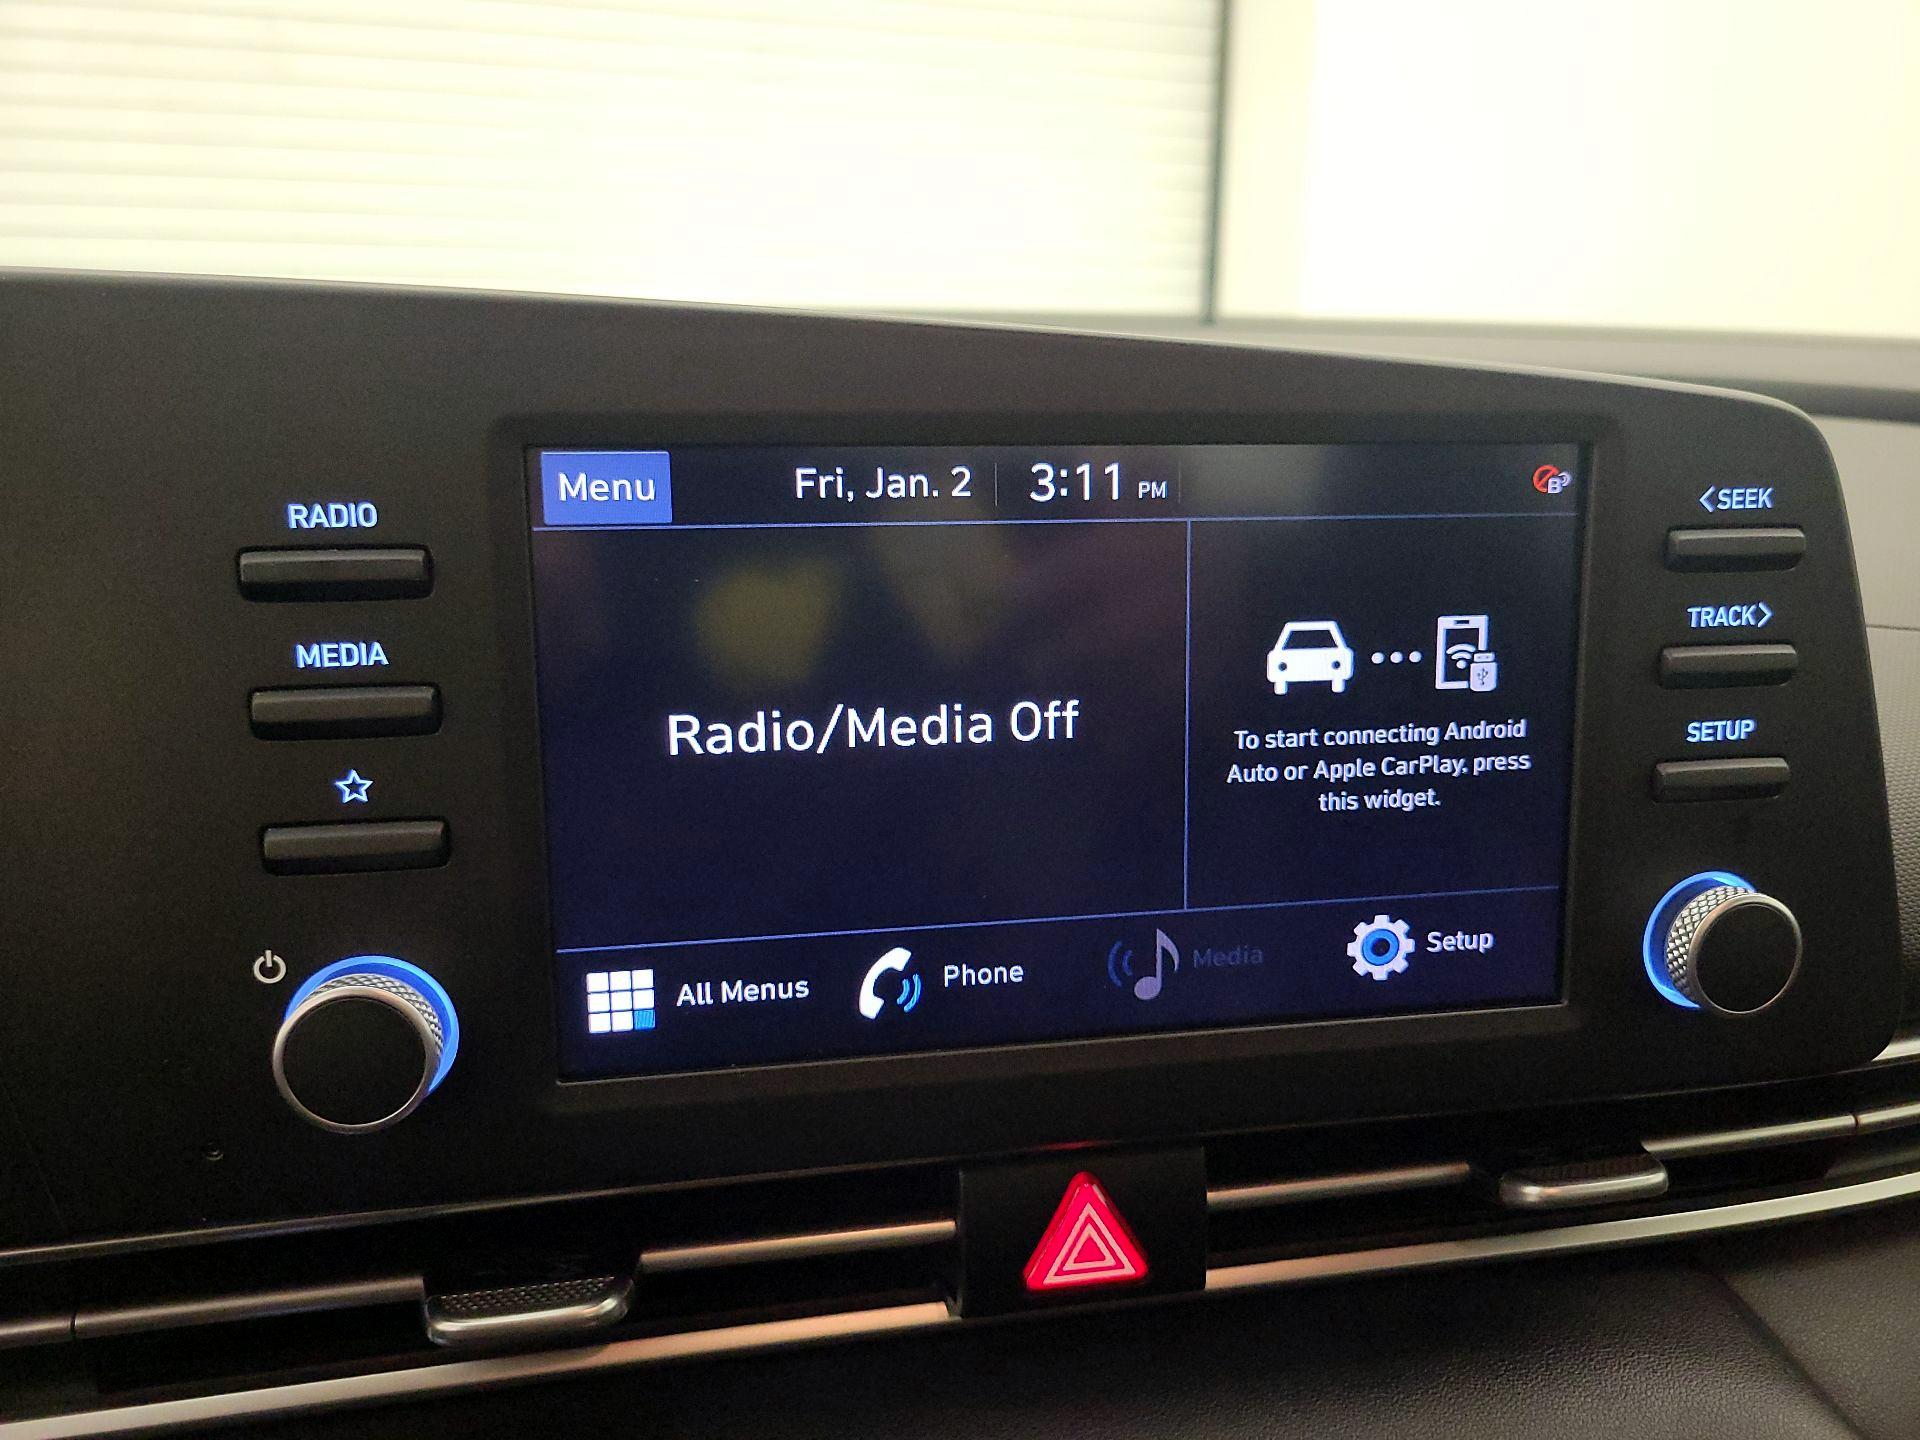 RADIO
MEDIA
Menu
Fri, Jan. 2
3:11 PM
B
<SEEK
TRACK>
SETUP
Radio/Media Off
To start connecting Android
Auto or Apple CarPlay, press
this widget.
All Menus
Phone
Media
Setup